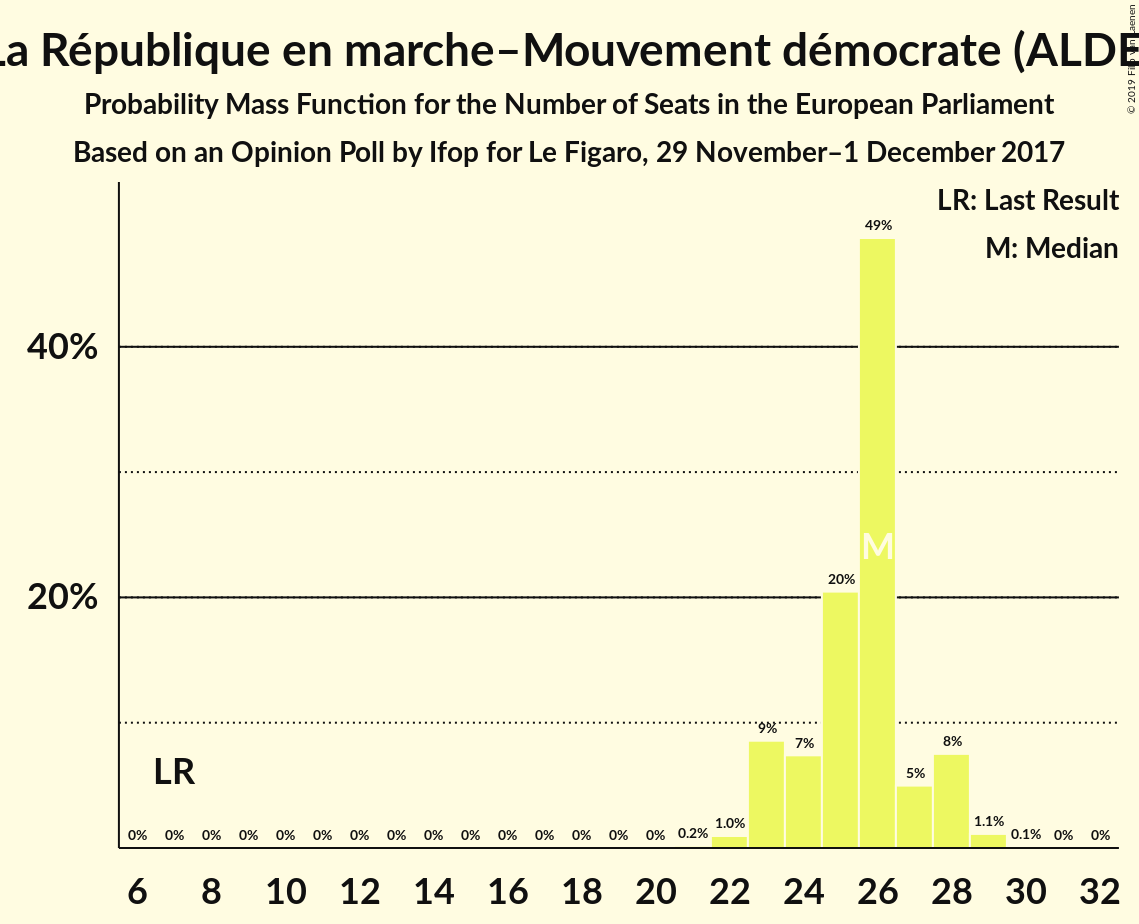 La République en marche–Mouvement démocrate (ALDE
Probability Mass Function for the Number of Seats in the European Parliament
Based on an Opinion Poll by Ifop for Le Figaro, 29 November–1 December 2017
© 2019
LR: Last Result
M: Median
49%
40%
M
20%
20%
9%
7%
8%
5%
LR
0% 0% 0% 0% 0% 0% 0% 0% 0% 0% 0% 0% 0% 0% 0% 0.2% 1.0% 1.1% 0.1% 0% 0%
6 8 10 12 14 16 18 20 22 24 26 28 30 32